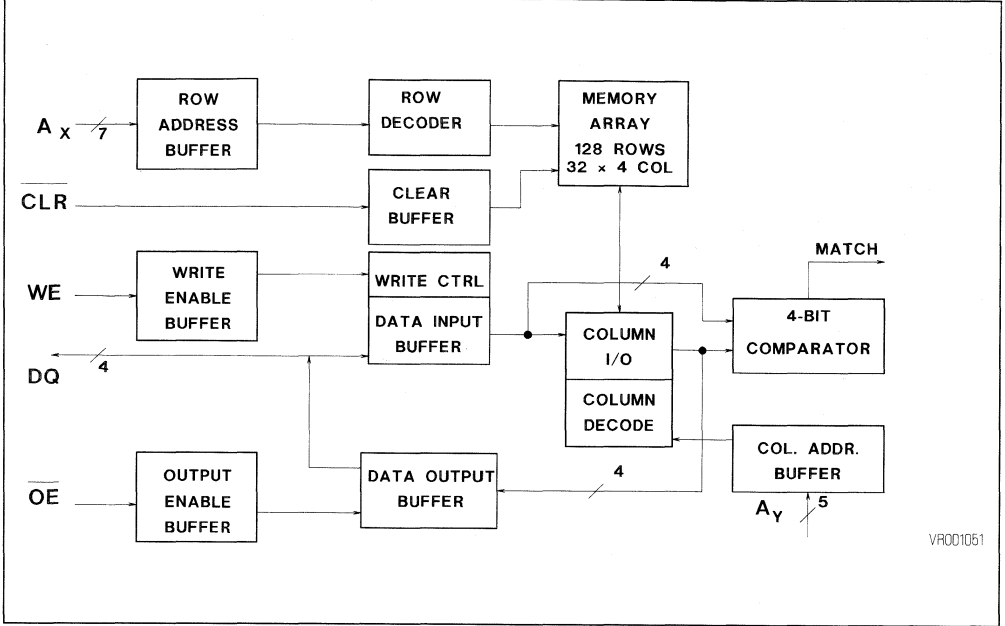 ROW
ADDRESS
BUFFER
ROW
DECODER
MEMORY
ARRAY
128 ROWS
32 × 4 COL
A X
7
CLR
CLEAR
BUFFER
MATCH
WE
WRITE
ENABLE
BUFFER
WRITE CTRL
DATA INPUT
BUFFER
4
COLUMN
I/O
4-BIT
COMPARATOR
DQ
4
COLUMN
DECODE
COL. ADDR.
BUFFER
OE
OUTPUT
ENABLE
BUFFER
DATA OUTPUT
BUFFER
4
A Y
5
VR001051